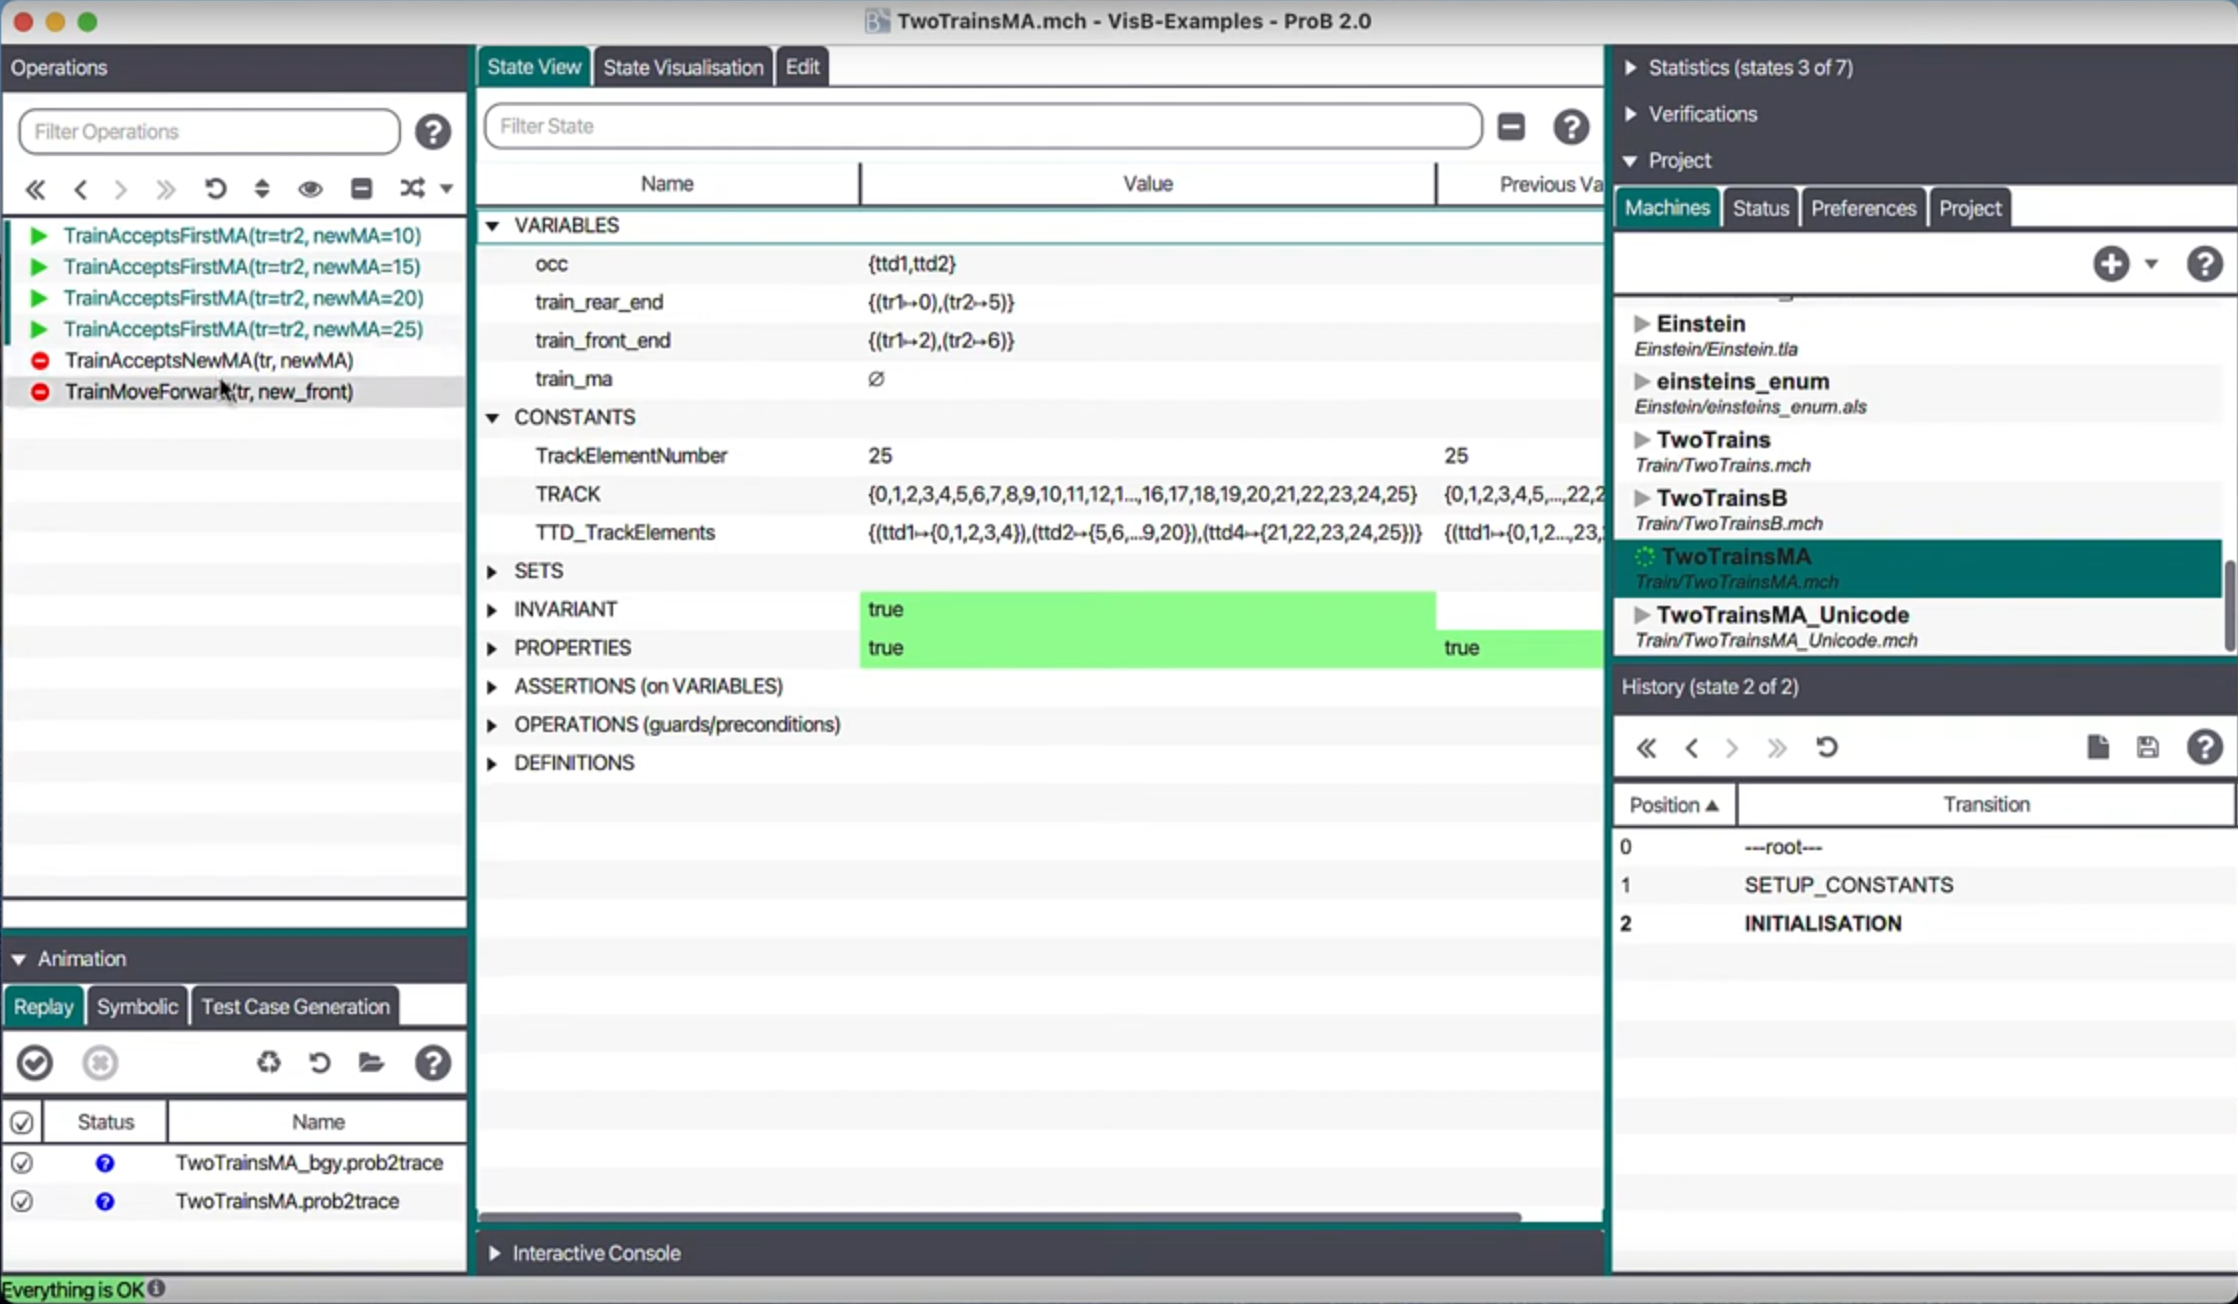 TwoTrainsMA.mch - VisB-Examples - ProB 2.0
Operations
Filter Operations
TrainAcceptsFirstMA(tr=tr2, newMA=10)
TrainAcceptsFirstMA(tr=tr2, newMA=15)
TrainAcceptsFirstMA(tr=tr2, newMA=20)
TrainAcceptsFirstMA(tr=tr2, newMA=25)
TrainAcceptsNewMA(tr, newMA)
TrainMoveForward(tr, new_front)
Animation
Replay Symbolic Test Case Generation
Status Name
TwoTrainsMA_bgy.prob2trace
TwoTrainsMA.prob2trace
Everything is OK
State View State Visualisation Edit
Filter State
Name Value Previous Va
VARIABLES
occ {ttd1,ttd2}
train_rear_end {(tr1↦0),(tr2↦5)}
train_front_end {(tr1↦2),(tr2↦6)}
train_ma ∅
CONSTANTS
TrackElementNumber 25 25
TRACK {0,1,2,3,4,5,6,7,8,9,10,11,12,1...,16,17,18,19,20,21,22,23,24,25} {0,1,2,3,4,5,...,22,2
TTD_TrackElements {(ttd1↦{0,1,2,3,4}),(ttd2↦{5,6,...9,20}),(ttd4↦{21,22,23,24,25})} {(ttd1↦{0,1,2...,23,
SETS
INVARIANT true
PROPERTIES true true
ASSERTIONS (on VARIABLES)
OPERATIONS (guards/preconditions)
DEFINITIONS
Interactive Console
Statistics (states 3 of 7)
Verifications
Project
Machines Status Preferences Project
Einstein
Einstein/Einstein.tla
einsteins_enum
Einstein/einsteins_enum.als
TwoTrains
Train/TwoTrains.mch
TwoTrainsB
Train/TwoTrainsB.mch
TwoTrainsMA
Train/TwoTrainsMA.mch
TwoTrainsMA_Unicode
Train/TwoTrainsMA_Unicode.mch
History (state 2 of 2)
Position Transition
0 ---root---
1 SETUP_CONSTANTS
2 INITIALISATION